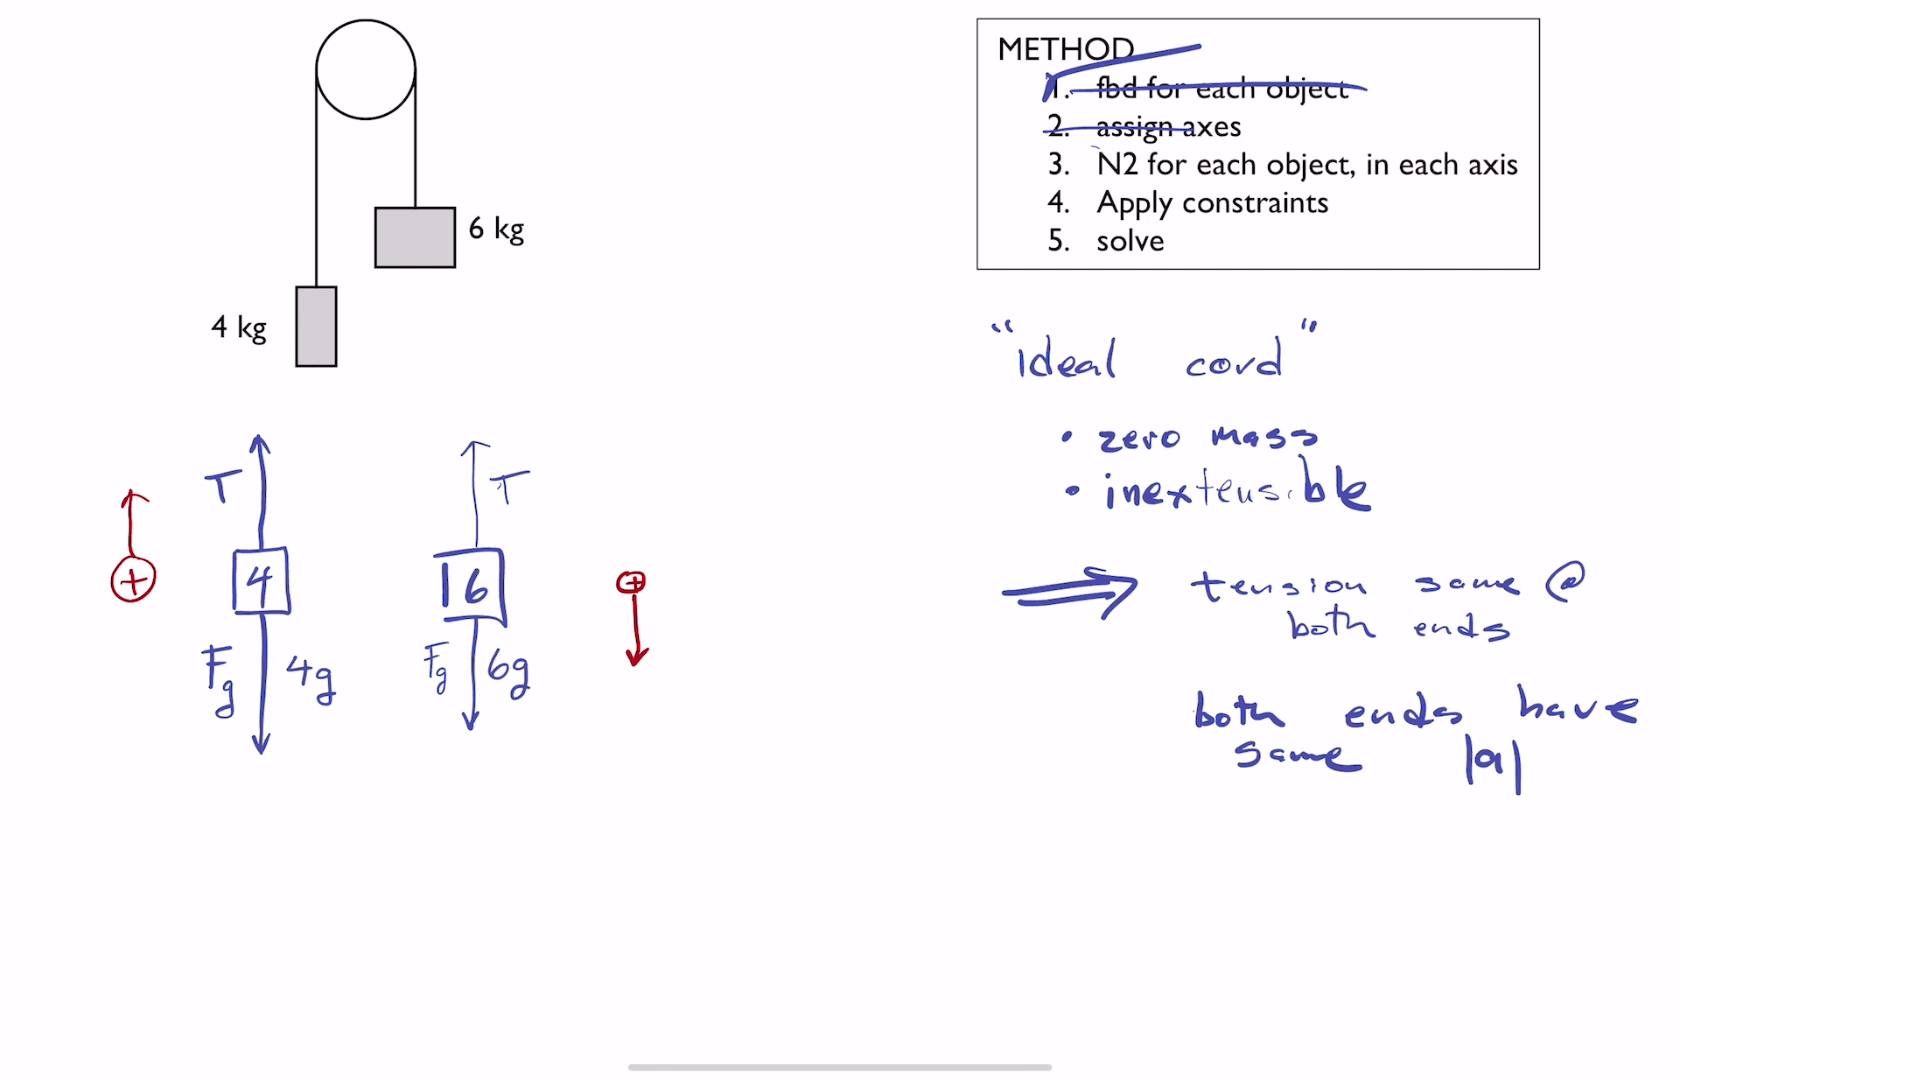 METHOD
1. fbd for each object
2. assign axes
3. N2 for each object, in each axis
4. Apply constraints
5. solve
6 kg
4 kg
"ideal cord"
• zero mass
• inextensible
T
T
+
4
6
+
Fg 4g
Fg 6g
⇒ tension same @
both ends
both ends have
same |a|